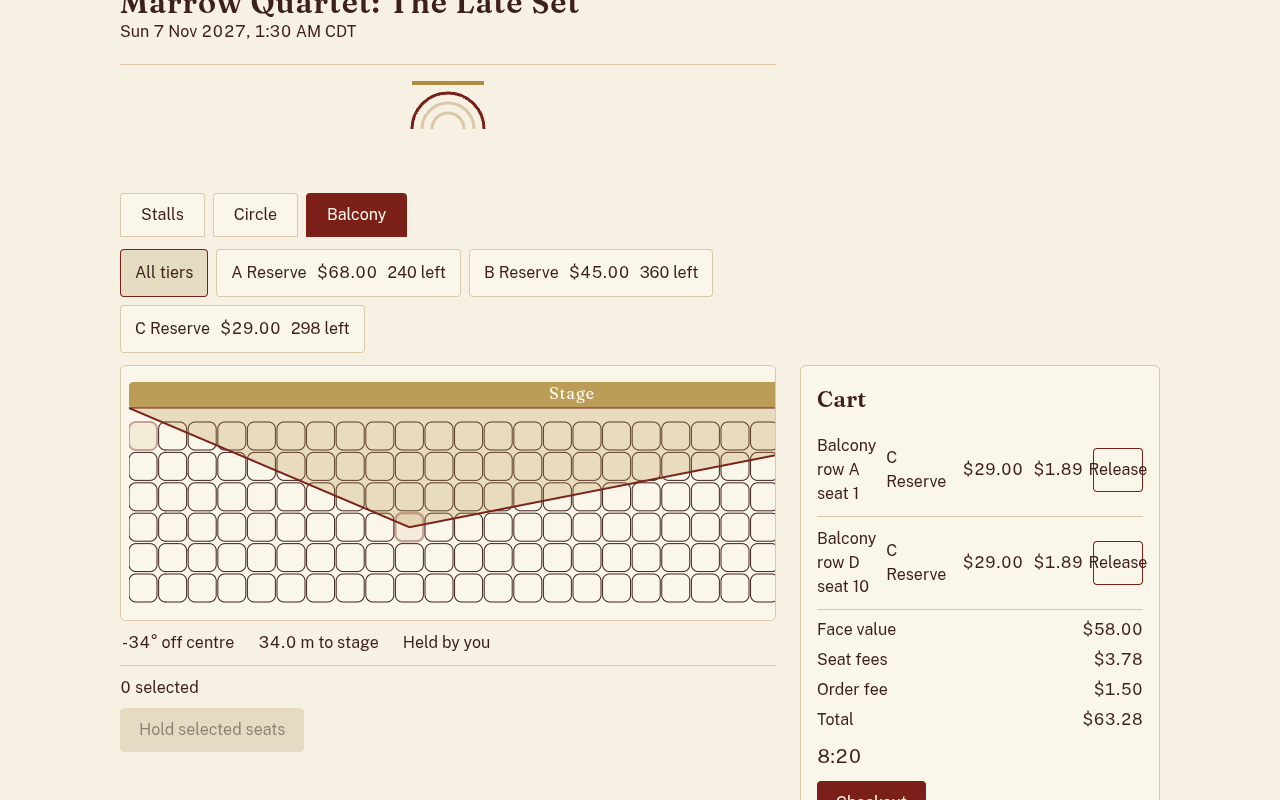 Marrow Quartet: The Late Set
Sun 7 Nov 2027, 1:30 AM CDT
Stalls
Circle
Balcony
All tiers
A Reserve $68.00 240 left
B Reserve $45.00 360 left
C Reserve $29.00 298 left
Stage
-34° off centre
34.0 m to stage
Held by you
0 selected
Hold selected seats
Cart
Balcony
row A
seat 1
C
Reserve
$29.00
$1.89
Release
Balcony
row D
seat 10
C
Reserve
$29.00
$1.89
Release
Face value $58.00
Seat fees $3.78
Order fee $1.50
Total $63.28
8:20
Checkout